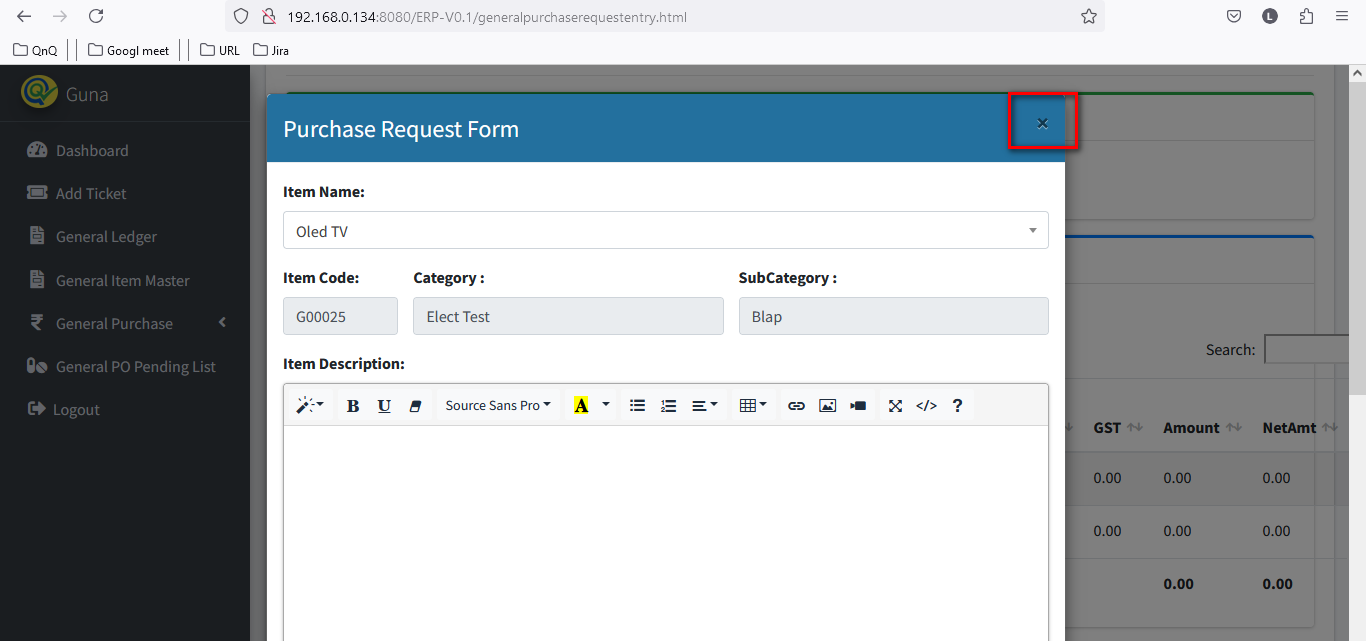 192.168.0.134:8080/ERP-V0.1/generalpurchaserequestentry.html
L
QnQ Googl meet URL Jira
Guna
Purchase Request Form ×
Dashboard
Add Ticket
General Ledger
General Item Master
General Purchase
General PO Pending List
Logout
Item Name:
Oled TV
Item Code: Category : SubCategory :
G00025 Elect Test Blap
Item Description:
B U Source Sans Pro A </> ?
Search:
GST Amount NetAmt
0.00 0.00 0.00
0.00 0.00 0.00
0.00 0.00